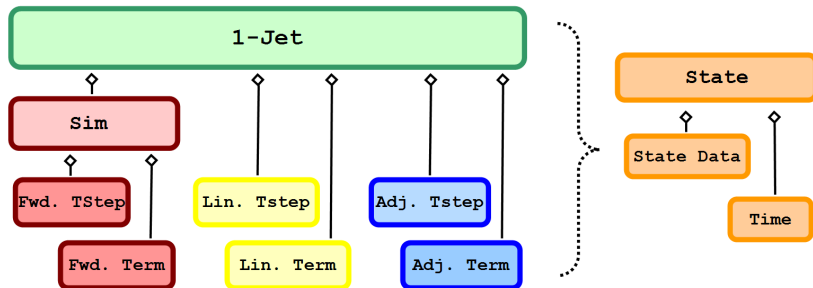 1-Jet
State
Sim
State Data
Fwd. TStep
Lin. Tstep
Adj. Tstep
Time
Fwd. Term
Lin. Term
Adj. Term